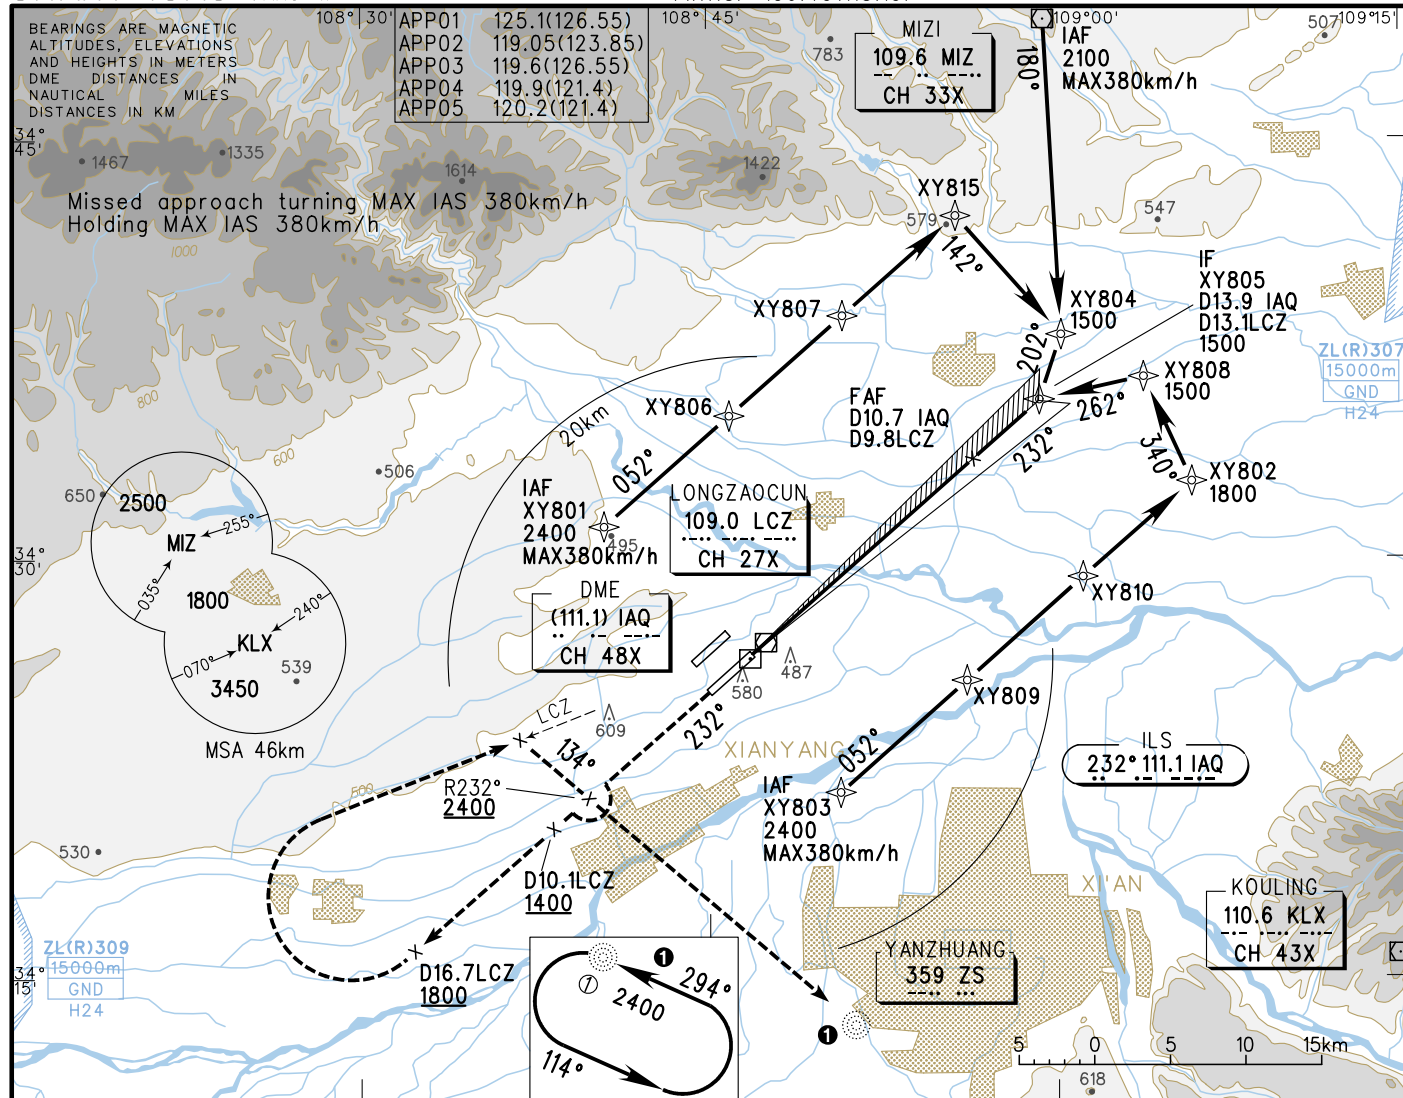 BEARINGS ARE MAGNETIC
ALTITUDES, ELEVATIONS
AND HEIGHTS IN METERS
DME DISTANCES IN
NAUTICAL MILES
DISTANCES IN KM
108°30'
APP01 125.1(126.55)
APP02 119.05(123.85)
APP03 119.6(126.55)
APP04 119.9(121.4)
APP05 120.2(121.4)
108°45'
109°00'
109°15'
507
783
MIZI
109.6 MIZ
CH 33X
180°
IAF
2100
MAX380km/h
34°
45'
1467
1335
1614
1422
Missed approach turning MAX IAS 380km/h
Holding MAX IAS 380km/h
1000
XY815
579
547
142°
IF
XY805
D13.9 IAQ
D13.1LCZ
1500
XY807
XY804
1500
202°
ZL(R)307
15000m
GND
H24
XY808
1500
262°
800
XY806
20km
FAF
D10.7 IAQ
D9.8LCZ
232°
340°
600
052°
506
650
XY802
1800
2500
IAF
XY801
2400
MAX380km/h
495
LONGZAOCUN
109.0 LCZ
CH 27X
255°
MIZ
34°
30'
035°
1800
240°
KLX
070°
539
3450
MSA 46km
DME
(111.1) IAQ
CH 48X
XY810
487
580
XY809
LCZ
609
134°
232°
XIANYANG
052°
ILS
232° 111.1 IAQ
R232°
2400
500
IAF
XY803
2400
MAX380km/h
530
D10.1LCZ
1400
XI'AN
KOULING
110.6 KLX
CH 43X
ZL(R)309
15000m
GND
H24
34°
15'
D16.7LCZ
1800
YANZHUANG
359 ZS
1
1
294°
2400
114°
1
5 0 5 10 15km
618